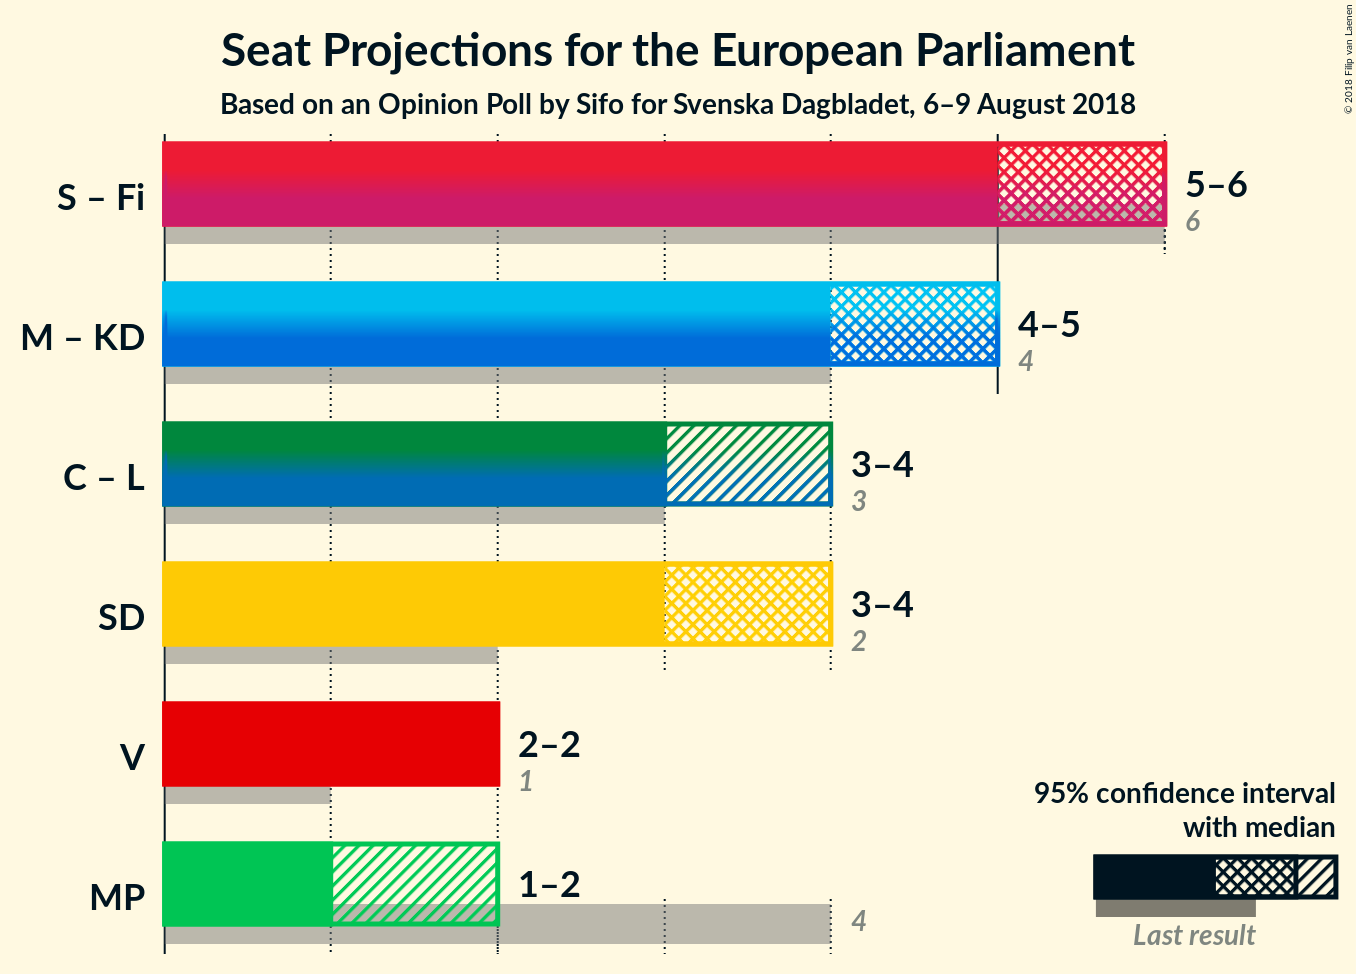 Seat Projections for the European Parliament
Based on an Opinion Poll by Sifo for Svenska Dagbladet, 6–9 August 2018
© 2018 Filip van Laenen
S – Fi
5–6
6
M – KD
4–5
4
C – L
3–4
3
SD
3–4
2
V
2–2
1
MP
1–2
4
95% confidence interval
with median
Last result